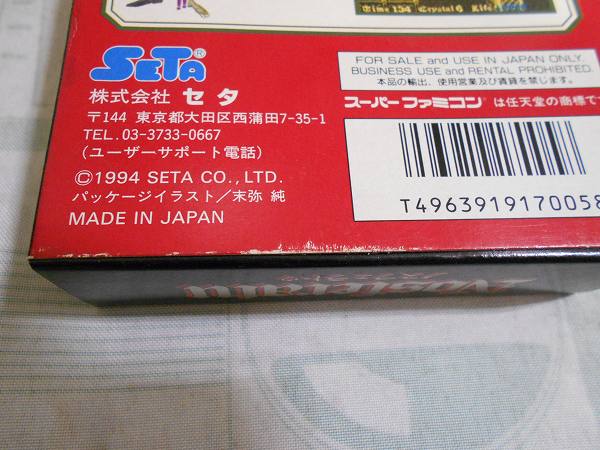 Time 154 Crystal 6 Life
SETA®
株式会社 セタ
〒144 東京都大田区西蒲田7-35-1
TEL.03-3733-0667
(ユーザーサポート電話)
©1994 SETA CO., LTD.
パッケージイラスト/末弥 純
MADE IN JAPAN
FOR SALE and USE IN JAPAN ONLY.
BUSINESS USE and RENTAL PROHIBITED.
本品の輸出、使用営業及び賃貸を禁じます。
スーパーファミコン®は任天堂の商標で
T4963919170058